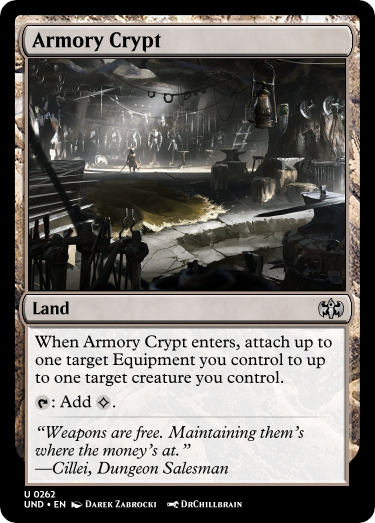 Armory Crypt
Land
When Armory Crypt enters, attach up to
one target Equipment you control to up
to one target creature you control.
: Add .
“Weapons are free. Maintaining them’s
where the money’s at.”
—Cillei, Dungeon Salesman
U 0262
UND • EN Darek Zabrocki DrChillbrain